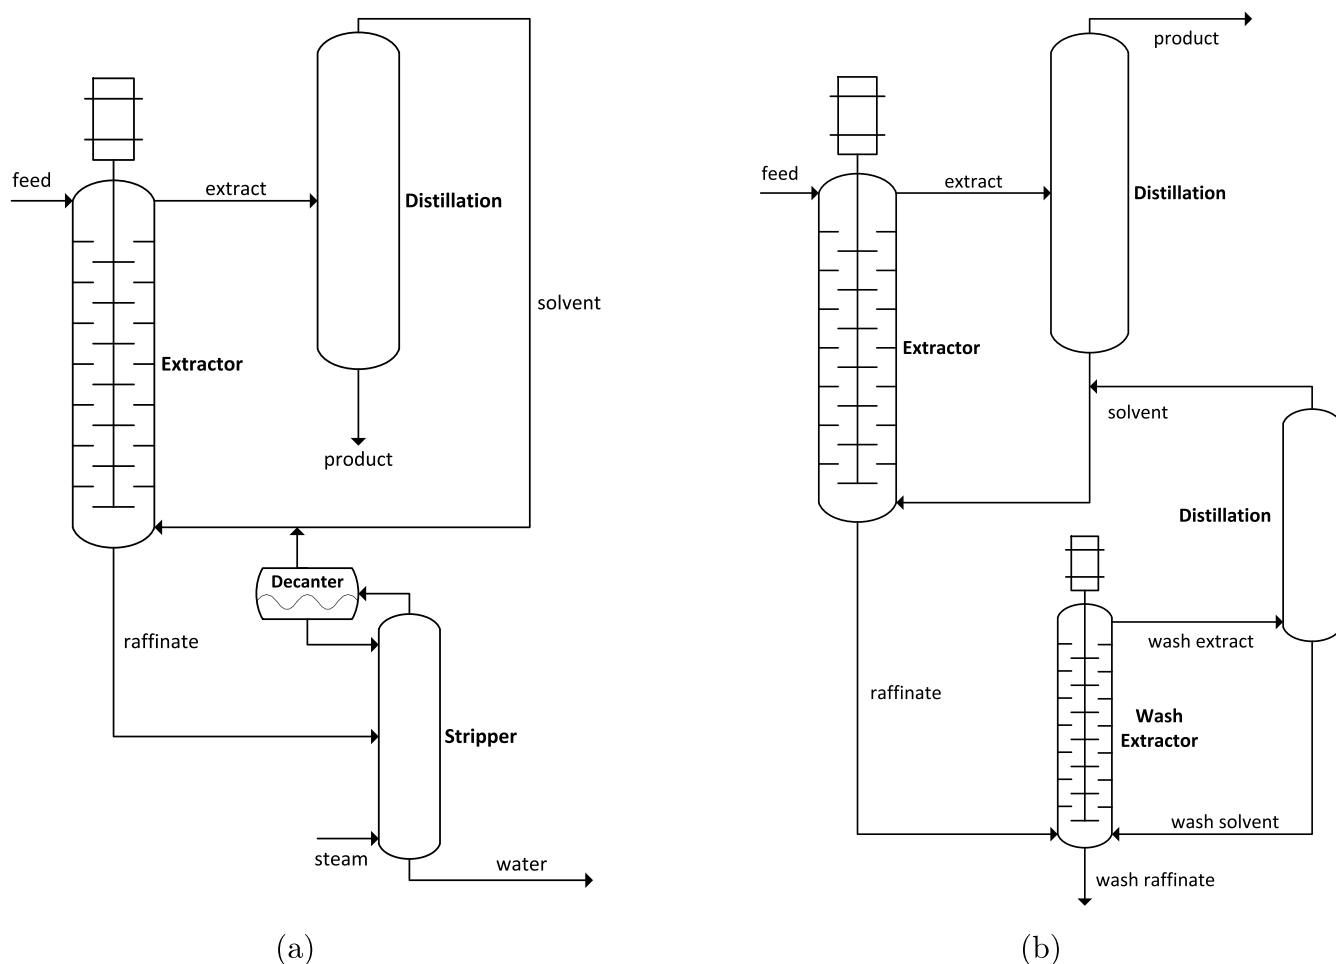 feed
extract
Distillation
solvent
Extractor
product
Decanter
raffinate
Stripper
steam
water
(a)
product
feed
extract
Distillation
Extractor
solvent
Distillation
wash extract
raffinate
Wash
Extractor
wash solvent
wash raffinate
(b)